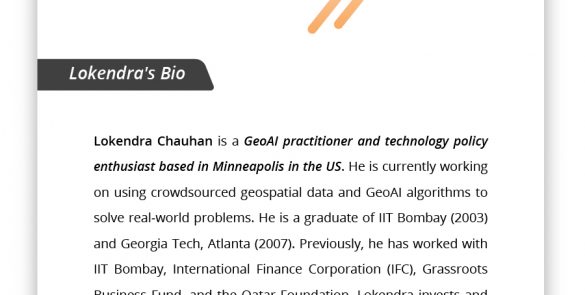 Lokendra's Bio
Lokendra Chauhan is a GeoAI practitioner and technology policy
enthusiast based in Minneapolis in the US. He is currently working
on using crowdsourced geospatial data and GeoAI algorithms to
solve real-world problems. He is a graduate of IIT Bombay (2003)
and Georgia Tech, Atlanta (2007). Previously, he has worked with
IIT Bombay, International Finance Corporation (IFC), Grassroots
Business Fund, and the Qatar Foundation. Lokendra invests and